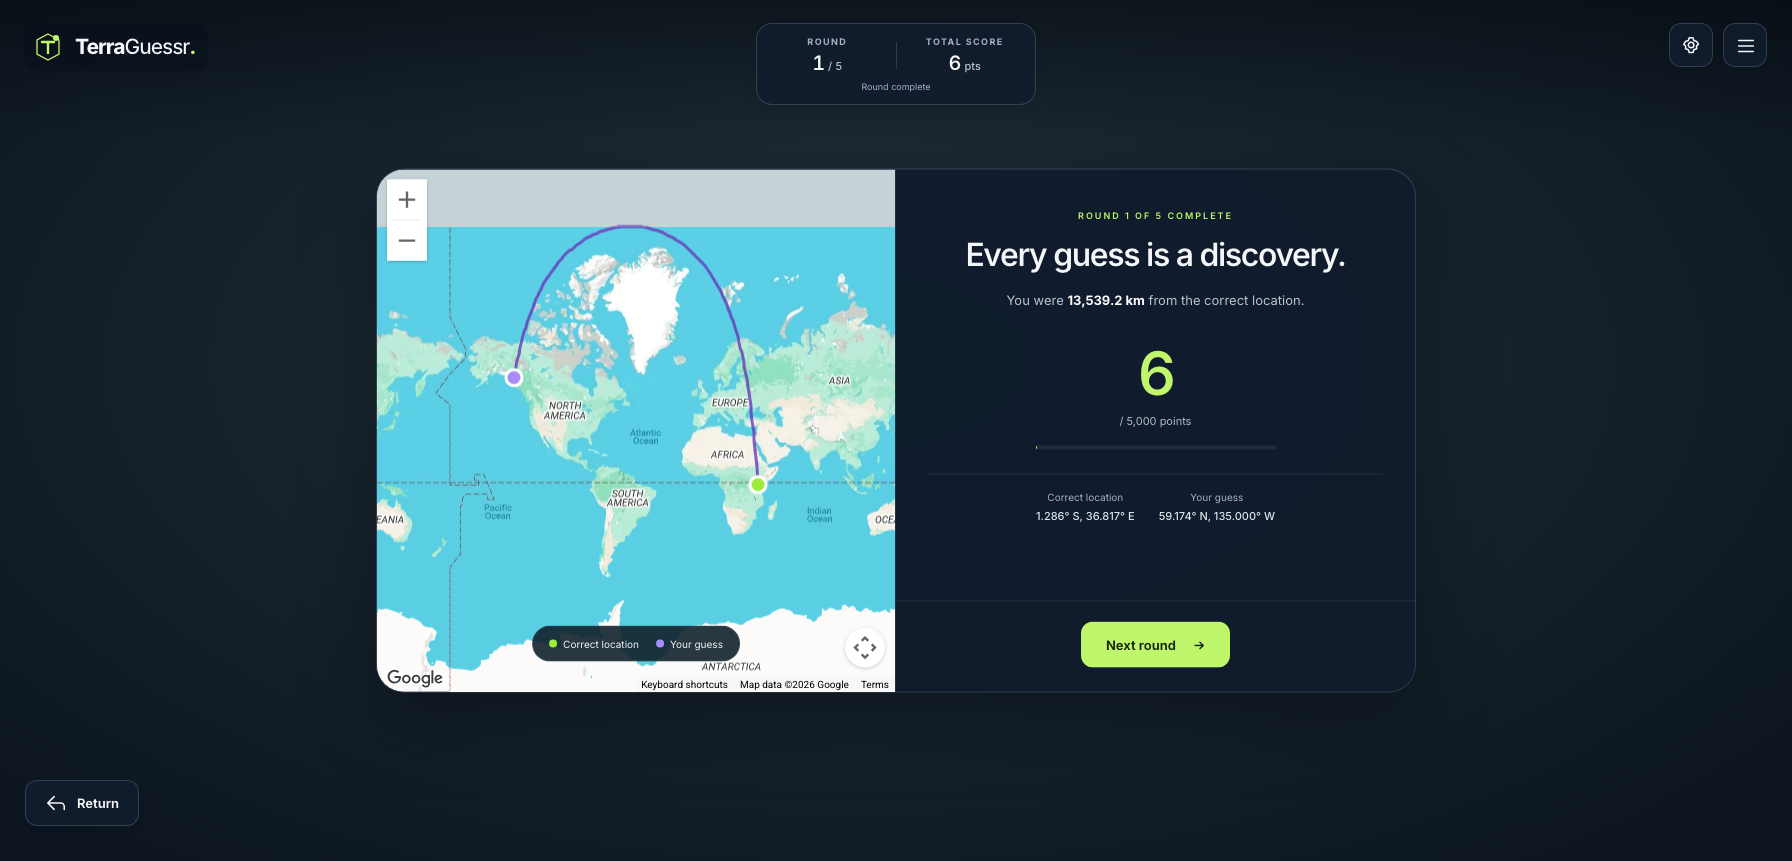 TerraGuessr.
ROUND
1 / 5
TOTAL SCORE
6 pts
Round complete
NORTH
AMERICA
Atlantic
Ocean
EUROPE
ASIA
AFRICA
SOUTH
AMERICA
Pacific
Ocean
Indian
Ocean
EANIA
OCE
ANTARCTICA
Correct location
Your guess
Google
Keyboard shortcuts
Map data ©2026 Google
Terms
ROUND 1 OF 5 COMPLETE
Every guess is a discovery.
You were 13,539.2 km from the correct location.
6
/ 5,000 points
Correct location
1.286° S, 36.817° E
Your guess
59.174° N, 135.000° W
Next round
Return